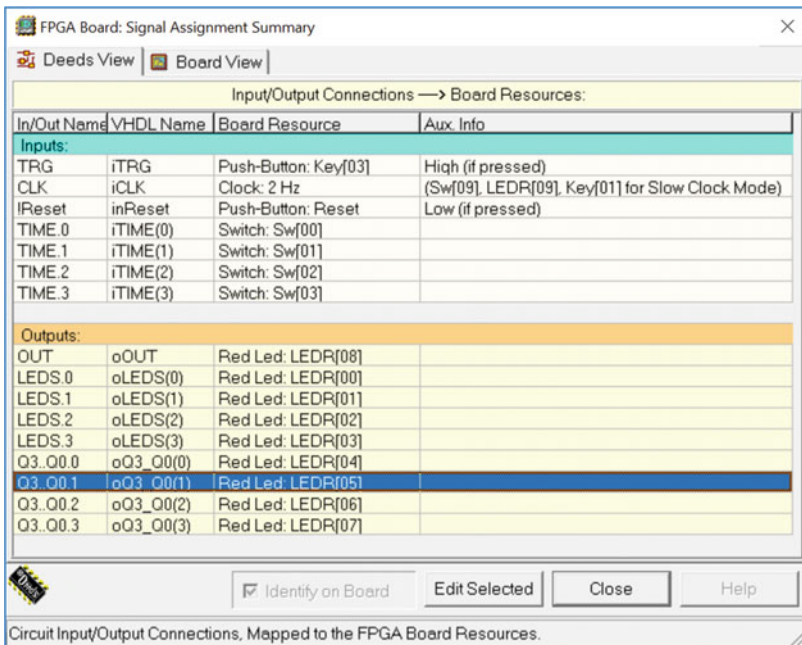 FPGA Board: Signal Assignment Summary
Deeds View Board View
Input/Output Connections —> Board Resources:
In/Out Name VHDL Name Board Resource Aux. Info
Inputs:
TRG iTRG Push-Button: Key[03] High (if pressed)
CLK iCLK Clock: 2 Hz (Sw[09], LEDR[09], Key[01] for Slow Clock Mode)
!Reset inReset Push-Button: Reset Low (if pressed)
TIME.0 iTIME(0) Switch: Sw[00]
TIME.1 iTIME(1) Switch: Sw[01]
TIME.2 iTIME(2) Switch: Sw[02]
TIME.3 iTIME(3) Switch: Sw[03]
Outputs:
OUT oOUT Red Led: LEDR[08]
LEDS.0 oLEDS(0) Red Led: LEDR[00]
LEDS.1 oLEDS(1) Red Led: LEDR[01]
LEDS.2 oLEDS(2) Red Led: LEDR[02]
LEDS.3 oLEDS(3) Red Led: LEDR[03]
Q3..Q0.0 oQ3_Q0(0) Red Led: LEDR[04]
Q3..Q0.1 oQ3_Q0(1) Red Led: LEDR[05]
Q3..Q0.2 oQ3_Q0(2) Red Led: LEDR[06]
Q3..Q0.3 oQ3_Q0(3) Red Led: LEDR[07]
Deeds Identify on Board Edit Selected Close Help
Circuit Input/Output Connections, Mapped to the FPGA Board Resources.